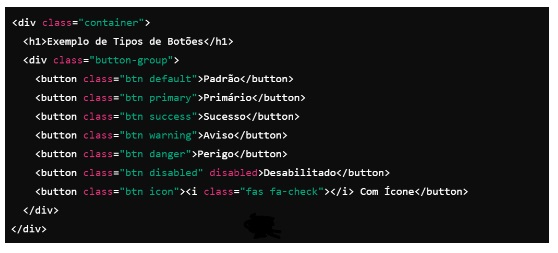 <div class="container">
<h1>Exemplo de Tipos de Botões</h1>
<div class="button-group">
<button class="btn default">Padrão</button>
<button class="btn primary">Primário</button>
<button class="btn success">Sucesso</button>
<button class="btn warning">Aviso</button>
<button class="btn danger">Perigo</button>
<button class="btn disabled" disabled>Desabilitado</button>
<button class="btn icon"><i class="fas fa-check"></i> Com Ícone</button>
</div>
</div>